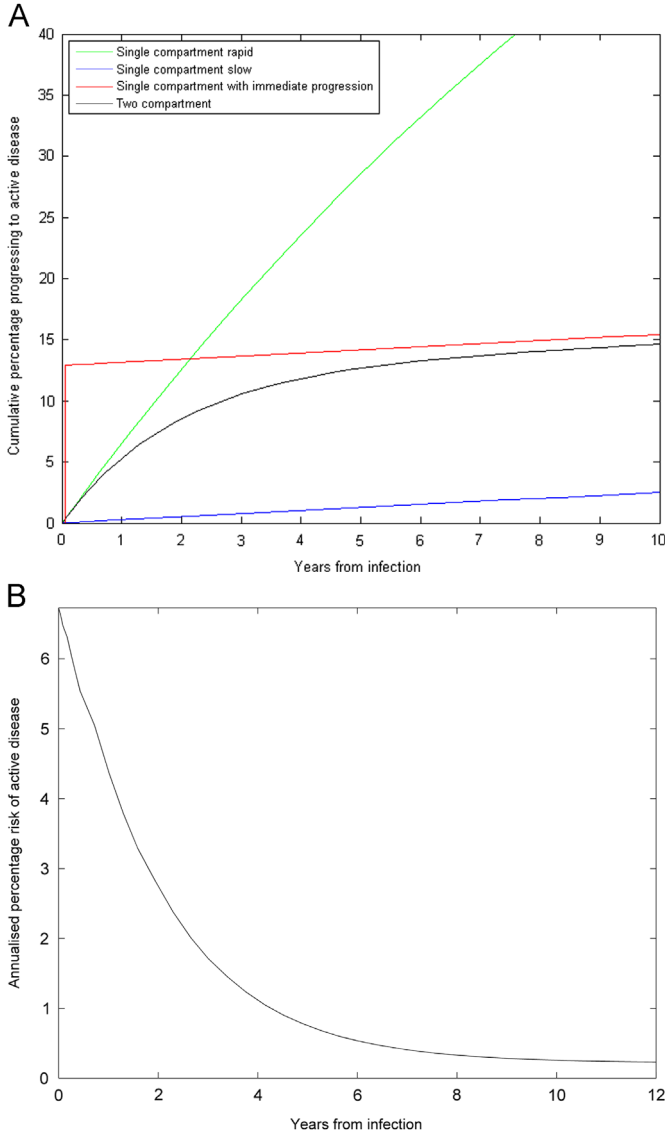 A
Single compartment rapid
Single compartment slow
Single compartment with immediate progression
Two compartment
Cumulative percentage progressing to active disease
40
35
30
25
20
15
10
5
0
0 1 2 3 4 5 6 7 8 9 10
Years from infection
B
Annualised percentage risk of active disease
6
5
4
3
2
1
0
0 2 4 6 8 10 12
Years from infection